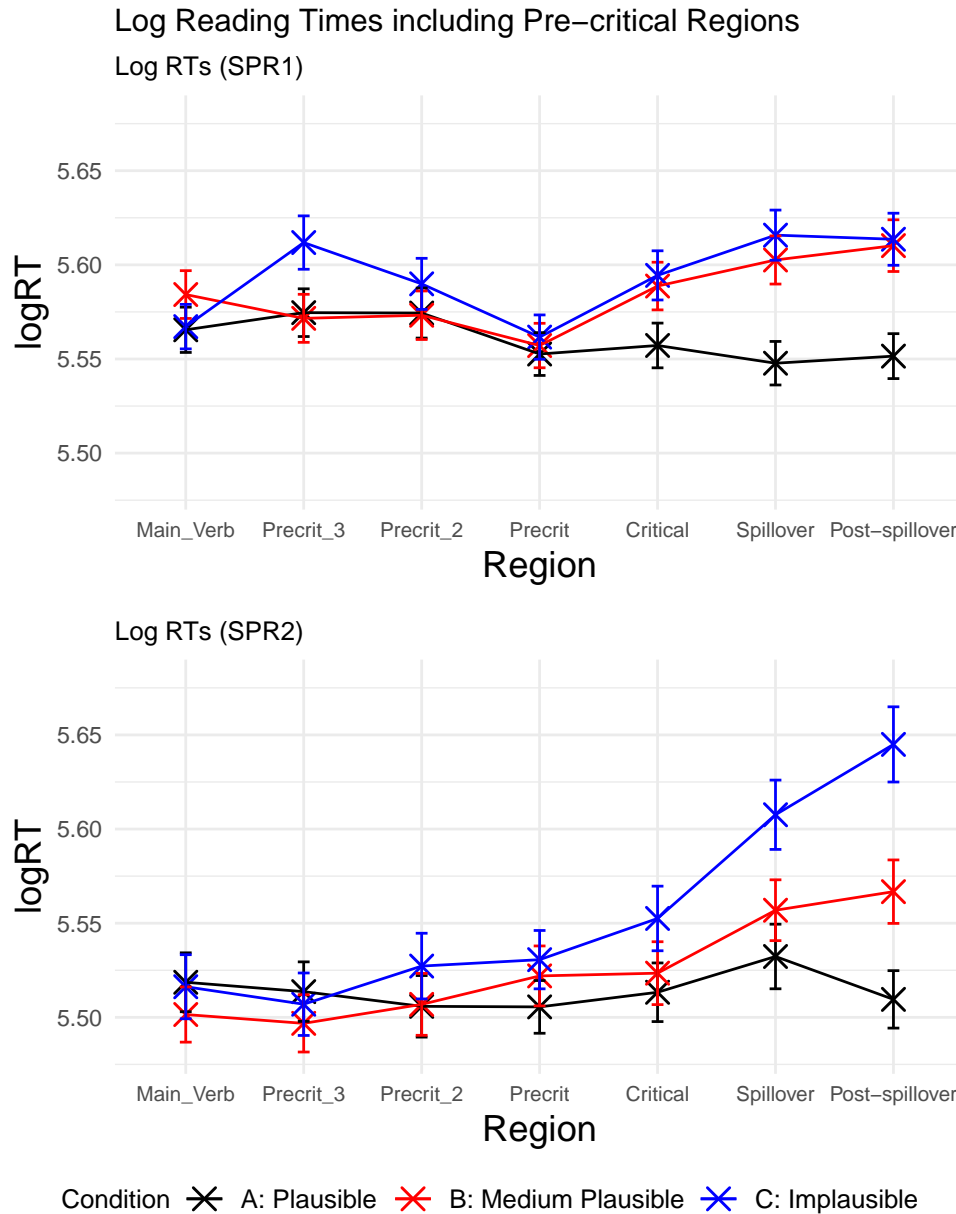 Log Reading Times including Pre−critical Regions
Log RTs (SPR1)
logRT
5.65
5.60
5.55
5.50
Main_Verb Precrit_3 Precrit_2 Precrit Critical Spillover Post−spillover
Region
Log RTs (SPR2)
logRT
5.65
5.60
5.55
5.50
Main_Verb Precrit_3 Precrit_2 Precrit Critical Spillover Post−spillover
Region
Condition A: Plausible B: Medium Plausible C: Implausible